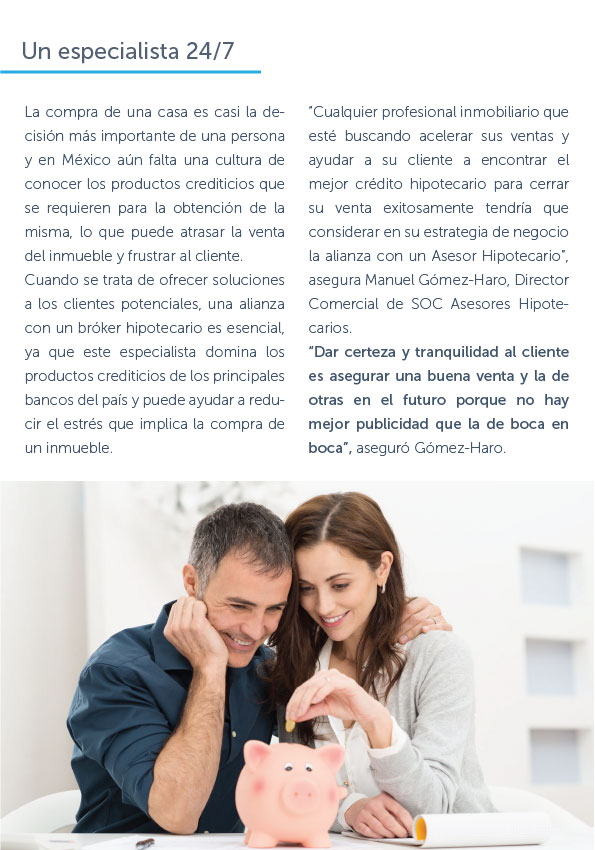 Un especialista 24/7
La compra de una casa es casi la de-
cisión más importante de una persona
y en México aún falta una cultura de
conocer los productos crediticios que
se requieren para la obtención de la
misma, lo que puede atrasar la venta
del inmueble y frustrar al cliente.
Cuando se trata de ofrecer soluciones
a los clientes potenciales, una alianza
con un bróker hipotecario es esencial,
ya que este especialista domina los
productos crediticios de los principales
bancos del país y puede ayudar a redu-
cir el estrés que implica la compra de
un inmueble.
“Cualquier profesional inmobiliario que
esté buscando acelerar sus ventas y
ayudar a su cliente a encontrar el
mejor crédito hipotecario para cerrar
su venta exitosamente tendría que
considerar en su estrategia de negocio
la alianza con un Asesor Hipotecario”,
asegura Manuel Gómez-Haro, Director
Comercial de SOC Asesores Hipote-
carios.
“Dar certeza y tranquilidad al cliente
es asegurar una buena venta y la de
otras en el futuro porque no hay
mejor publicidad que la de boca en
boca”, aseguró Gómez-Haro.